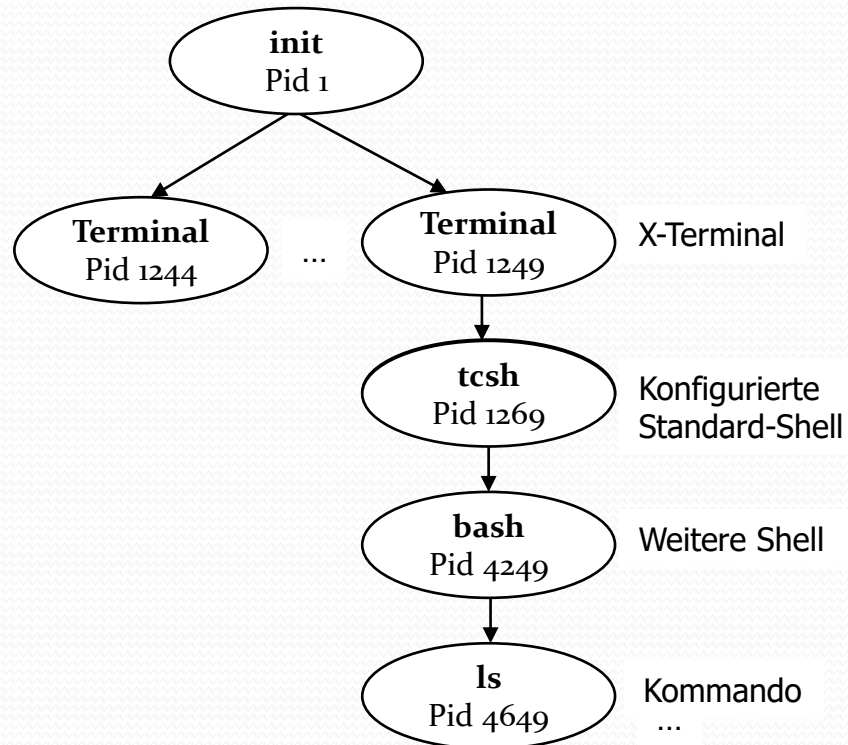 init
Pid 1
Terminal
Pid 1244
...
Terminal
Pid 1249
X-Terminal
tcsh
Pid 1269
Konfigurierte
Standard-Shell
bash
Pid 4249
Weitere Shell
ls
Pid 4649
Kommando
...